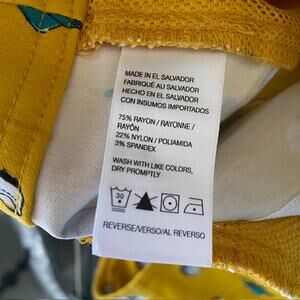 MADE IN EL SALVADOR
FABRIQUÉ AU SALVADOR
HECHO EN EL SALVADOR
CON INSUMOS IMPORTADOS
75% RAYON / RAYONNE /
RAYÓN
22% NYLON / POLIAMIDA
3% SPANDEX
WASH WITH LIKE COLORS,
DRY PROMPTLY
30
REVERSE/VERSO/AL REVERSO